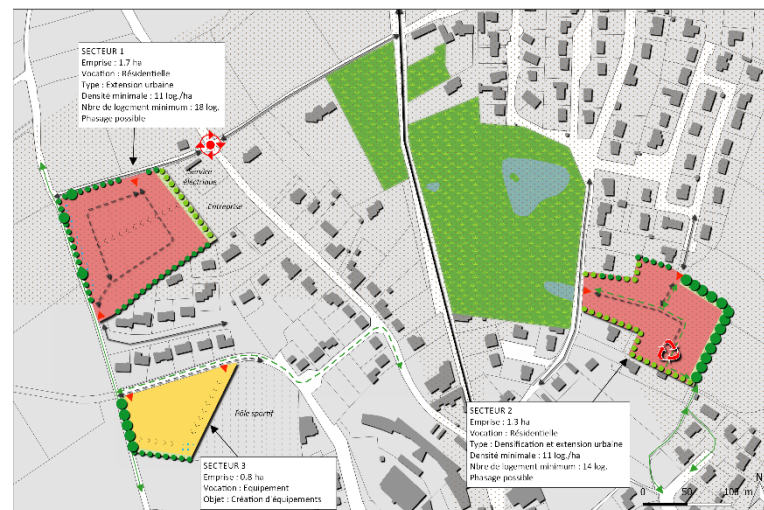 SECTEUR 1
Emprise : 1.7 ha
Vocation : Résidentielle
Type : Extension urbaine
Densité minimale : 11 log./ha
Nbre de logement minimum : 18 log.
Phasage possible
Service
électrique
Entreprise
Pôle sportif
SECTEUR 2
Emprise : 1.3 ha
Vocation : Résidentielle
Type : Densification et extension urbaine
Densité minimale : 11 log./ha
Nbre de logement minimum : 14 log.
Phasage possible
SECTEUR 3
Emprise : 0.8 ha
Vocation : Equipement
Objet : Création d'équipements
N
0 50 100 m